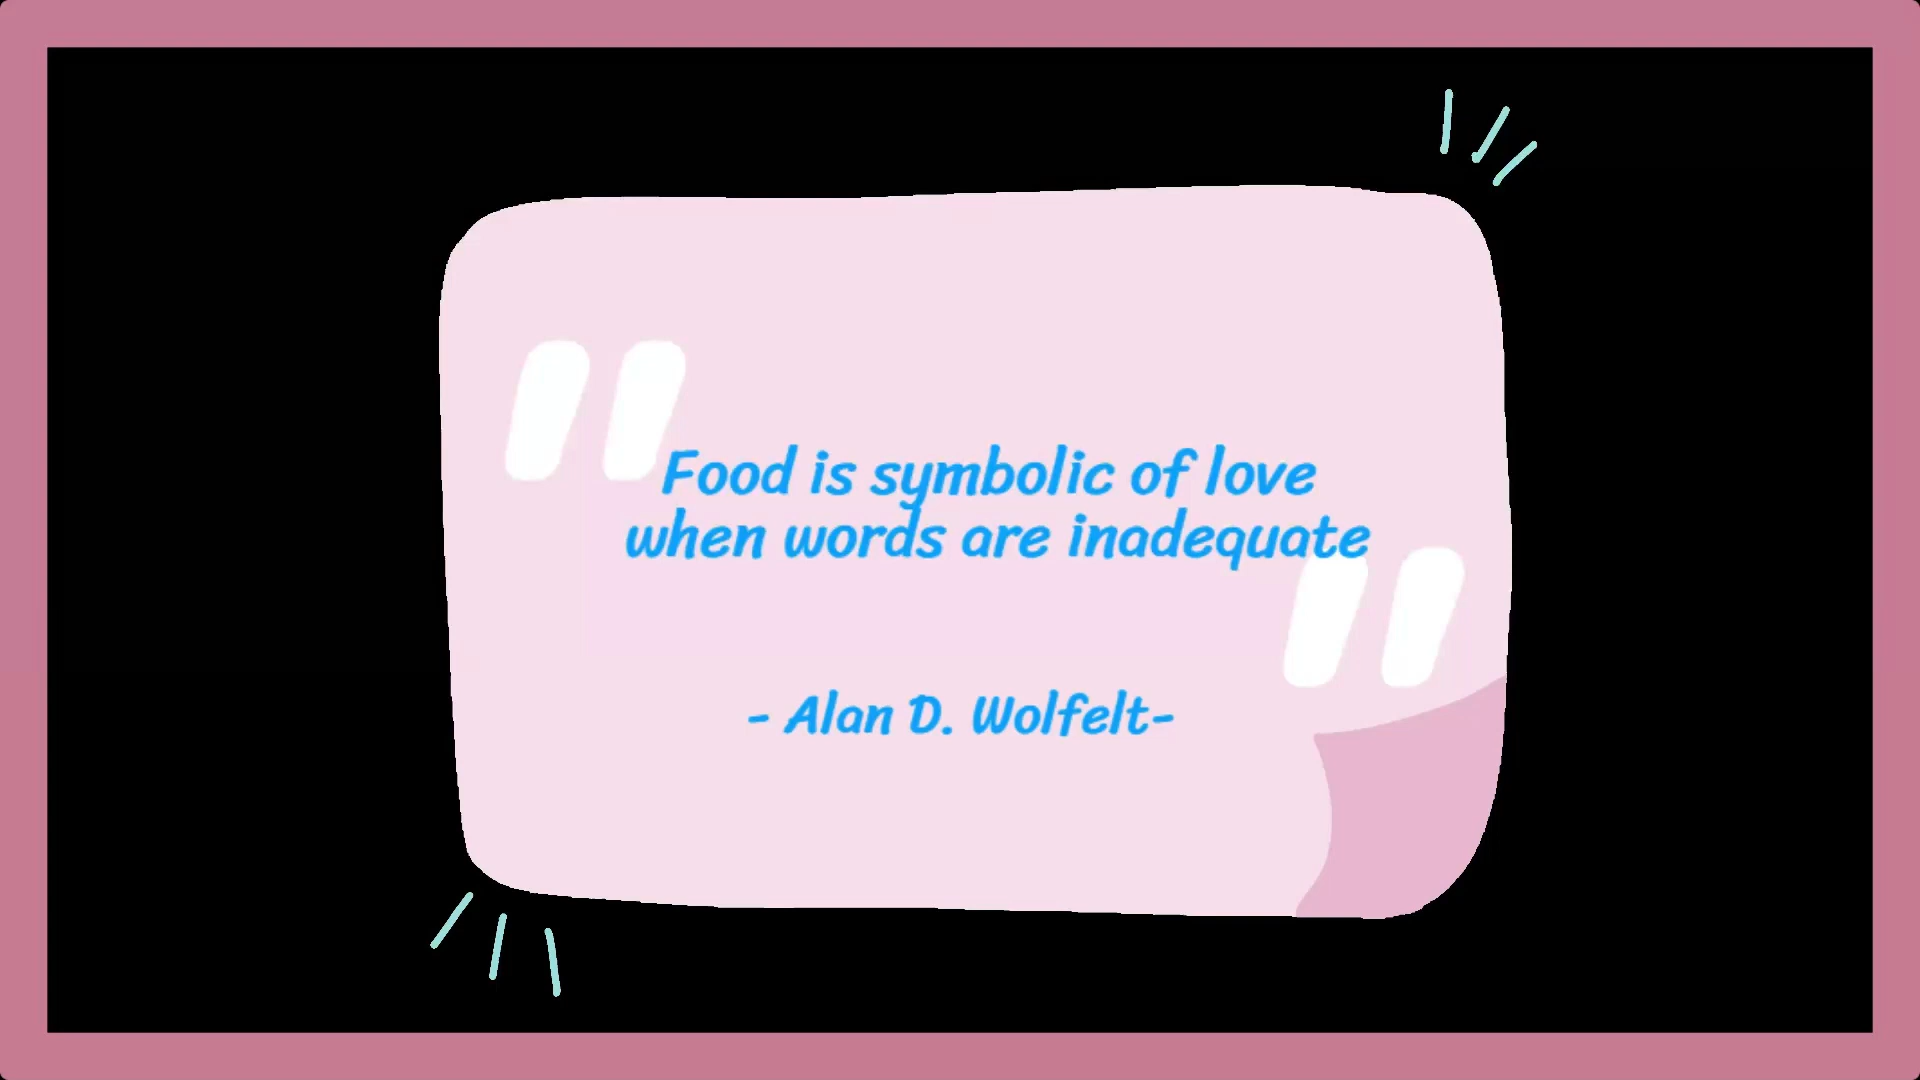 Food is symbolic of love
when words are inadequate
- Alan D. Wolfelt-